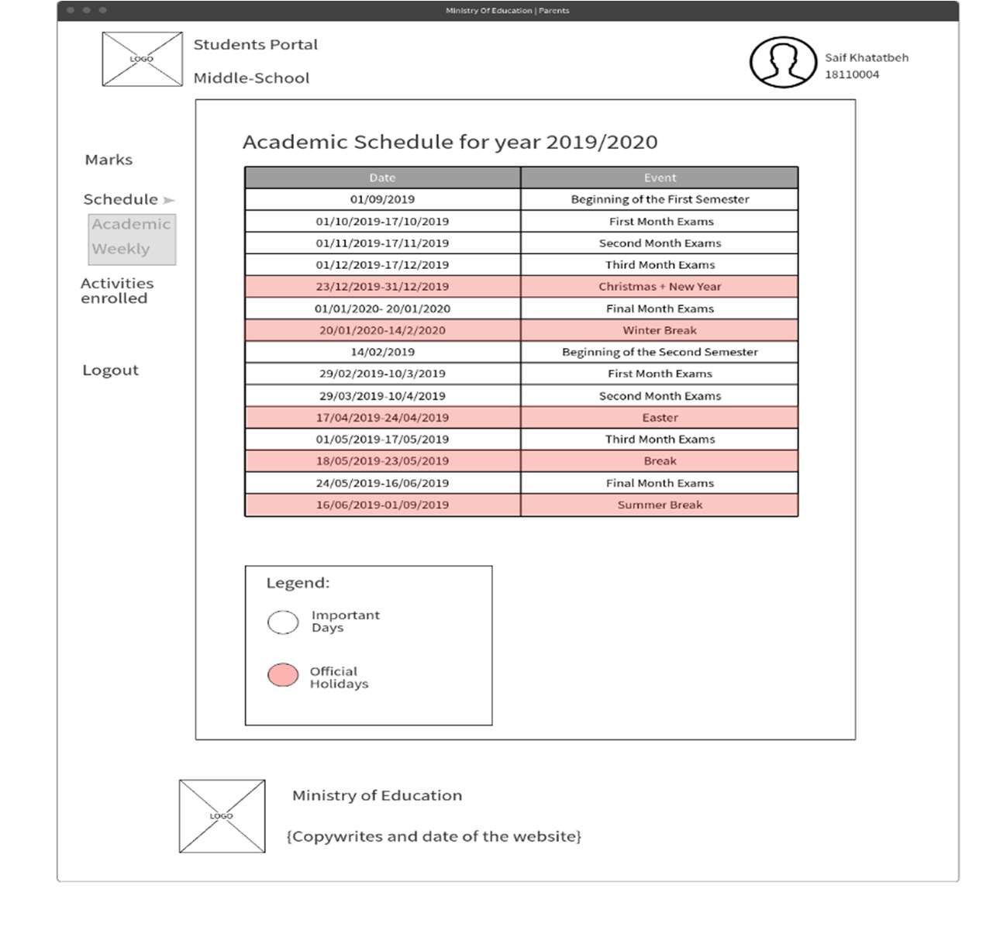 Ministry Of Education | Parents
LOGO
Students Portal
Middle-School
Saif Khatatbeh
18110004
Marks
Schedule
Academic
Weekly
Activities
enrolled
Logout
Academic Schedule for year 2019/2020
Date Event
01/09/2019 Beginning of the First Semester
01/10/2019-17/10/2019 First Month Exams
01/11/2019-17/11/2019 Second Month Exams
01/12/2019-17/12/2019 Third Month Exams
23/12/2019-31/12/2019 Christmas + New Year
01/01/2020- 20/01/2020 Final Month Exams
20/01/2020-14/2/2020 Winter Break
14/02/2019 Beginning of the Second Semester
29/02/2019-10/3/2019 First Month Exams
29/03/2019-10/4/2019 Second Month Exams
17/04/2019-24/04/2019 Easter
01/05/2019-17/05/2019 Third Month Exams
18/05/2019-23/05/2019 Break
24/05/2019-16/06/2019 Final Month Exams
16/06/2019-01/09/2019 Summer Break
Legend:
Important
Days
Official
Holidays
LOGO
Ministry of Education
{Copywrites and date of the website}